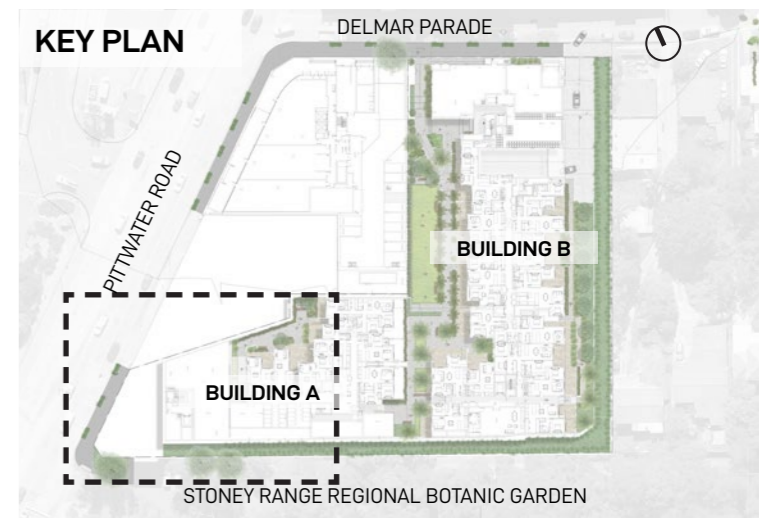 KEY PLAN
DELMAR PARADE
PITTWATER ROAD
BUILDING B
BUILDING A
STONEY RANGE REGIONAL BOTANIC GARDEN